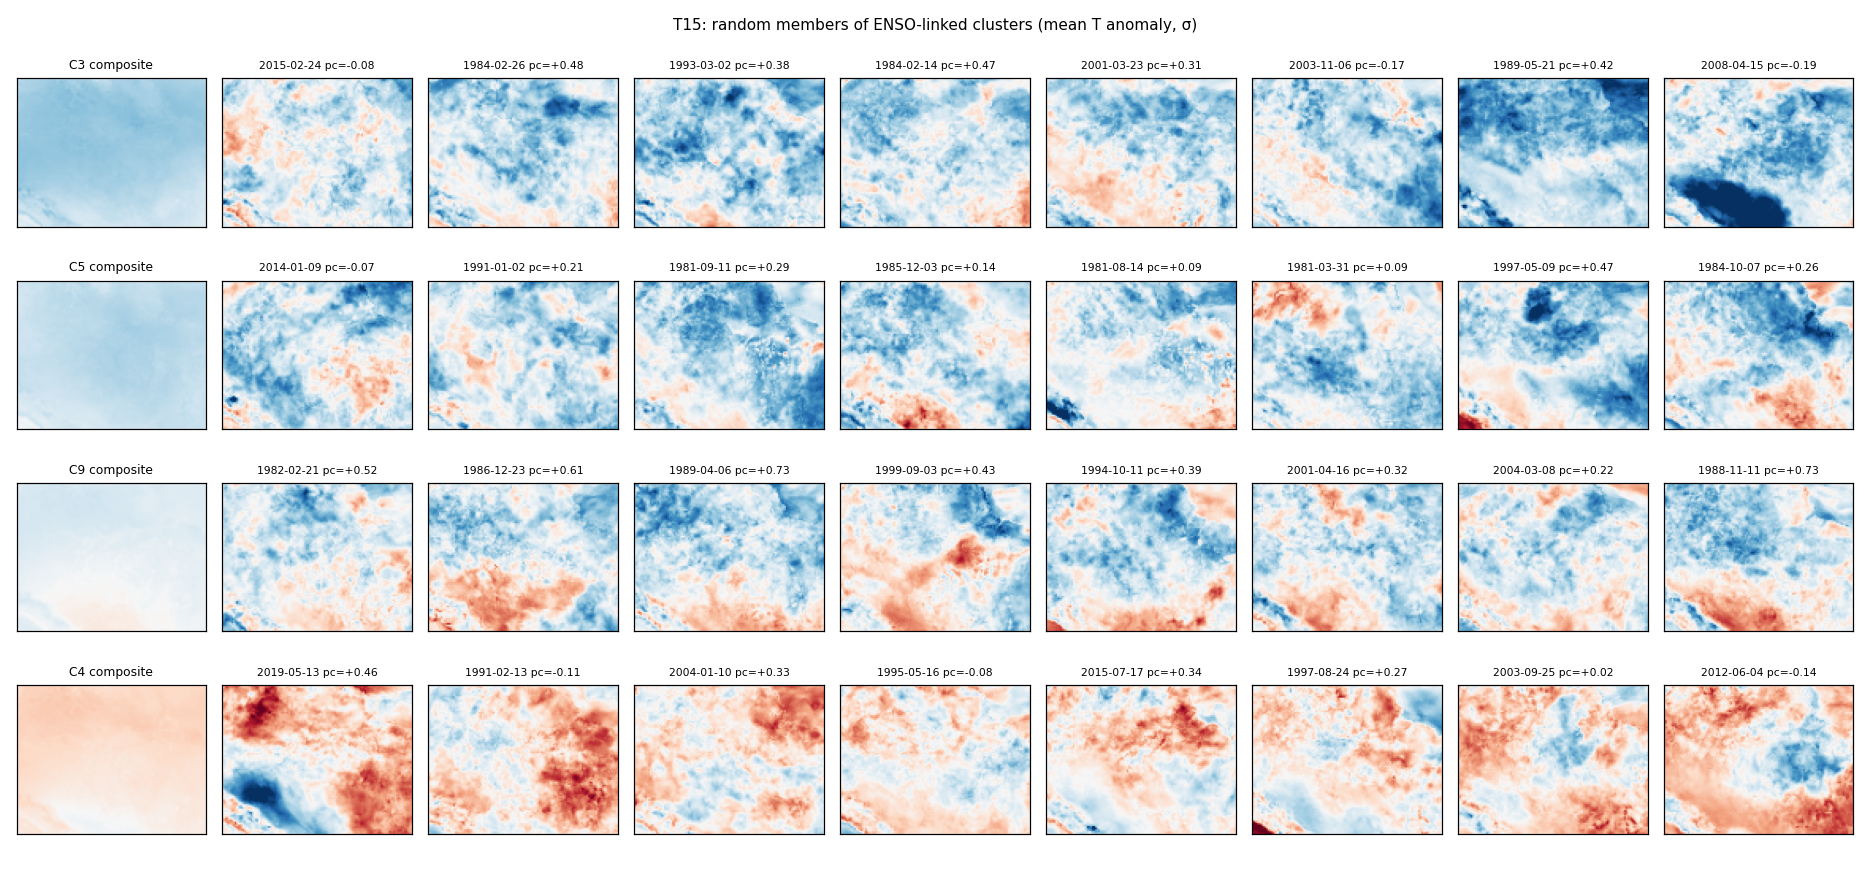 T15: random members of ENSO-linked clusters (mean T anomaly, σ)
C3 composite
2015-02-24 pc=-0.08
1984-02-26 pc=+0.48
1993-03-02 pc=+0.38
1984-02-14 pc=+0.47
2001-03-23 pc=+0.31
2003-11-06 pc=-0.17
1989-05-21 pc=+0.42
2008-04-15 pc=-0.19
C5 composite
2014-01-09 pc=-0.07
1991-01-02 pc=+0.21
1981-09-11 pc=+0.29
1985-12-03 pc=+0.14
1981-08-14 pc=+0.09
1981-03-31 pc=+0.09
1997-05-09 pc=+0.47
1984-10-07 pc=+0.26
C9 composite
1982-02-21 pc=+0.52
1986-12-23 pc=+0.61
1989-04-06 pc=+0.73
1999-09-03 pc=+0.43
1994-10-11 pc=+0.39
2001-04-16 pc=+0.32
2004-03-08 pc=+0.22
1988-11-11 pc=+0.73
C4 composite
2019-05-13 pc=+0.46
1991-02-13 pc=-0.11
2004-01-10 pc=+0.33
1995-05-16 pc=-0.08
2015-07-17 pc=+0.34
1997-08-24 pc=+0.27
2003-09-25 pc=+0.02
2012-06-04 pc=-0.14